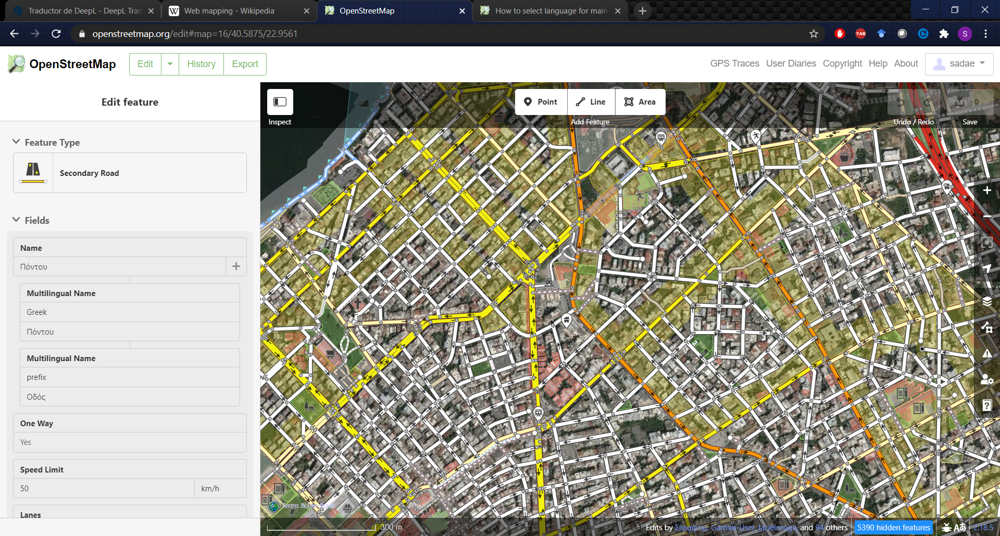 Traductor de DeepL - DeepL Tran
Web mapping - Wikipedia
OpenStreetMap
How to select language for main
openstreetmap.org/edit#map=16/40.5875/22.9561
YAB
S
OpenStreetMap
Edit
History
Export
GPS Traces
User Diaries
Copyright
Help
About
sadae
Edit feature
Inspect
Point
Line
Area
Add Feature
Undo / Redo
0
Save
Feature Type
Secondary Road
Fields
Name
Πόντου
Multilingual Name
Greek
Πόντου
Multilingual Name
prefix
Οδός
One Way
Yes
Speed Limit
50
km/h
Lanes
Terms & Feedback
300 m
Edits by Σεραφαμ, Garmin-User, lacielrouge and 94 others
5390 hidden features
2.18.5